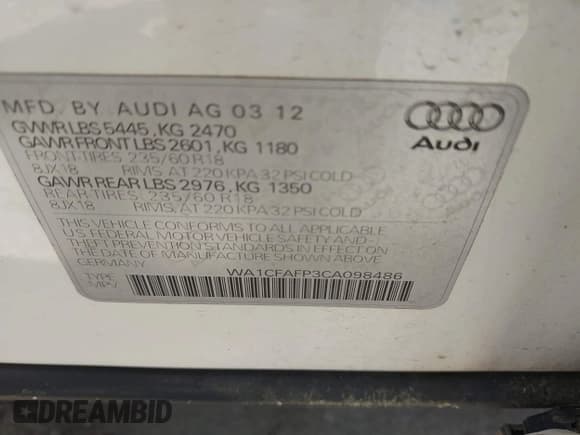 MFD. BY AUDI AG 03 12
GVWR LBS 5445, KG 2470
GAWR FRONT LBS 2601, KG 1180
FRONT-TIRES 235/60 R18
8JX18 RIMS, AT 220 KPA 32 PSI COLD
GAWR REAR LBS 2976, KG 1350
REAR TIRES 235/60 R18
8JX18 RIMS, AT 220 KPA 32 PSI COLD
THIS VEHICLE CONFORMS TO ALL APPLICABLE
U.S. FEDERAL MOTOR VEHICLE SAFETY AND-
THEFT PREVENTION STANDARDS IN EFFECT ON
THE DATE OF MANUFACTURE SHOWN ABOVE
GERMANY
WA1CFAFP3CA098486
TYPE
MPV
Audi
DREAMBID